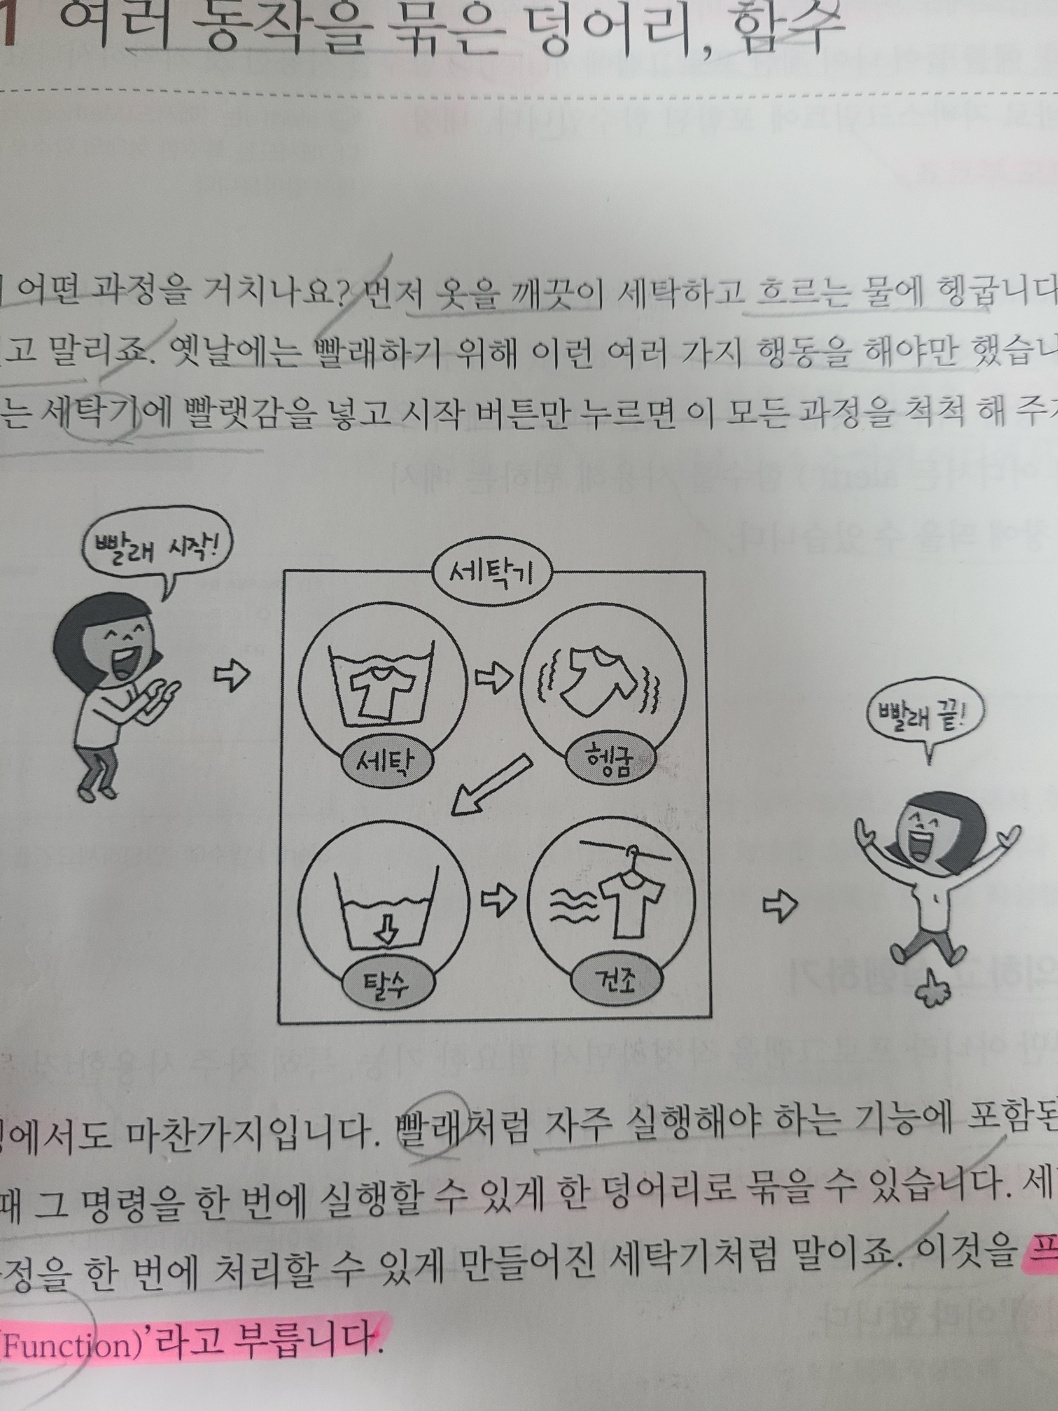 1 여러 동작을 묶은 덩어리, 함수
어떤 과정을 거치나요? 먼저 옷을 깨끗이 세탁하고 흐르는 물에 헹굽니다
고 말리죠. 옛날에는 빨래하기 위해 이런 여러 가지 행동을 해야만 했습니
는 세탁기에 빨랫감을 넣고 시작 버튼만 누르면 이 모든 과정을 척척 해 주
빨래 시작!
세탁기
세탁
헹굼
빨래 끝!
탈수
건조
에서도 마찬가지입니다. 빨래처럼 자주 실행해야 하는 기능에 포함된
때 그 명령을 한 번에 실행할 수 있게 한 덩어리로 묶을 수 있습니다. 세
정을 한 번에 처리할 수 있게 만들어진 세탁기처럼 말이죠. 이것을 프
(Function)'라고 부릅니다.